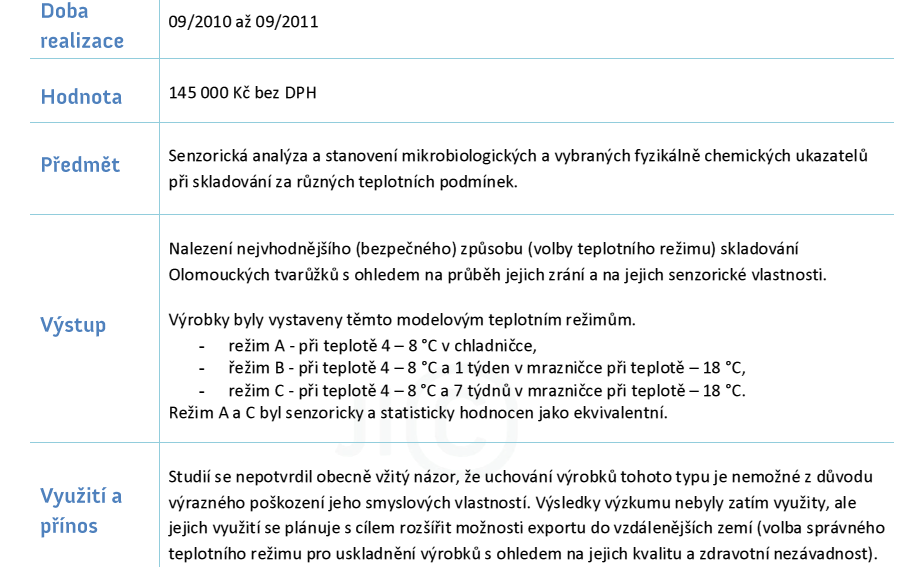 Doba
realizace
09/2010 až 09/2011
Hodnota
145 000 Kč bez DPH
Předmět
Senzorická analýza a stanovení mikrobiologických a vybraných fyzikálně chemických ukazatelů
při skladování za různých teplotních podmínek.
Výstup
Nalezení nejvhodnějšího (bezpečného) způsobu (volby teplotního režimu) skladování
Olomouckých tvarůžků s ohledem na průběh jejich zrání a na jejich senzorické vlastnosti.
Výrobky byly vystaveny těmto modelovým teplotním režimům.
- režim A - při teplotě 4 – 8 °C v chladničce,
- řežim B - při teplotě 4 – 8 °C a 1 týden v mrazničce při teplotě – 18 °C,
- režim C - při teplotě 4 – 8 °C a 7 týdnů v mrazničce při teplotě – 18 °C.
Režim A a C byl senzoricky a statisticky hodnocen jako ekvivalentní.
Využití a
přínos
Studií se nepotvrdil obecně vžitý názor, že uchování výrobků tohoto typu je nemožné z důvodu
výrazného poškození jeho smyslových vlastností. Výsledky výzkumu nebyly zatím využity, ale
jejich využití se plánuje s cílem rozšířit možnosti exportu do vzdálenějších zemí (volba správného
teplotního režimu pro uskladnění výrobků s ohledem na jejich kvalitu a zdravotní nezávadnost).
JIC